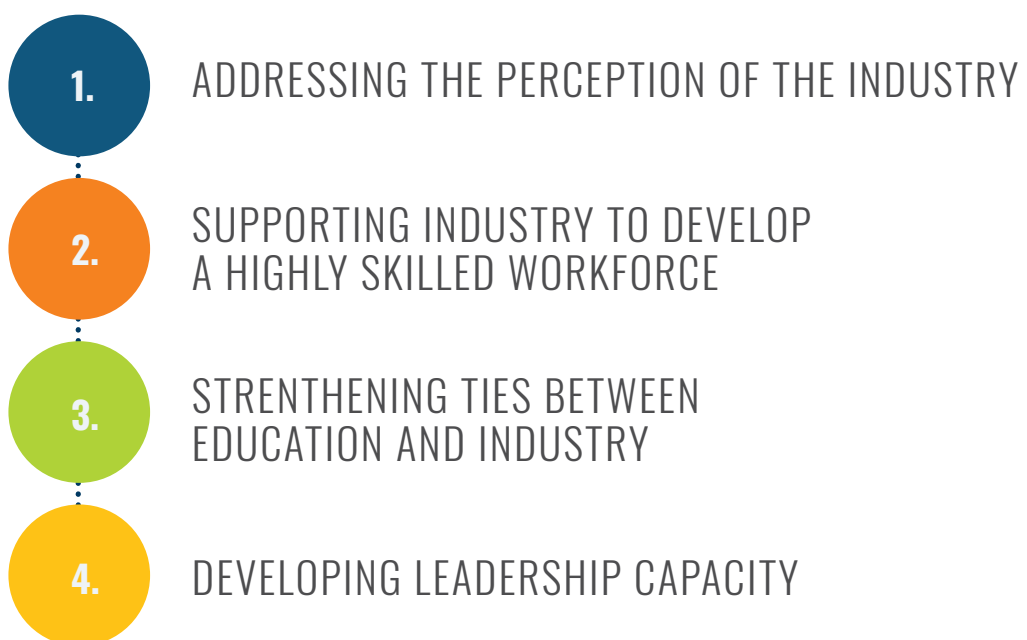 1. ADDRESSING THE PERCEPTION OF THE INDUSTRY
2. SUPPORTING INDUSTRY TO DEVELOP
A HIGHLY SKILLED WORKFORCE
3. STRENTHENING TIES BETWEEN
EDUCATION AND INDUSTRY
4. DEVELOPING LEADERSHIP CAPACITY